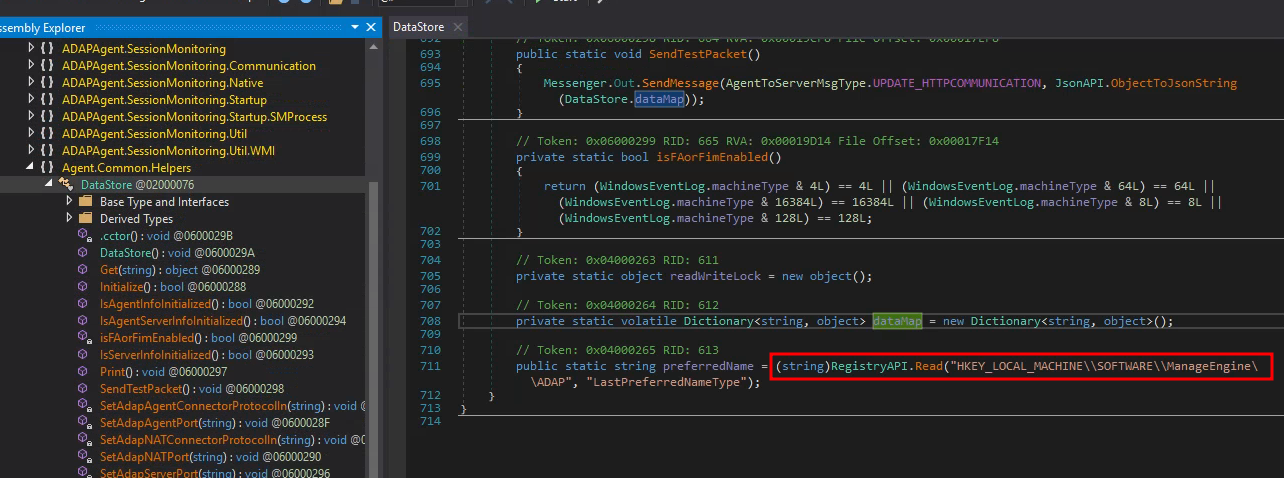 Assembly Explorer
DataStore
ADAPAgent.SessionMonitoring
ADAPAgent.SessionMonitoring.Communication
ADAPAgent.SessionMonitoring.Native
ADAPAgent.SessionMonitoring.Startup
ADAPAgent.SessionMonitoring.Startup.SMProcess
ADAPAgent.SessionMonitoring.Util
ADAPAgent.SessionMonitoring.Util.WMI
Agent.Common.Helpers
DataStore @02000076
Base Type and Interfaces
Derived Types
.cctor() : void @0600029B
DataStore() : void @0600029A
Get(string) : object @06000289
Initialize() : bool @06000288
IsAgentInfoInitialized() : bool @06000292
IsAgentServerInfoInitialized() : bool @06000294
isFAorFimEnabled() : bool @06000299
IsServerInfoInitialized() : bool @06000293
Print() : void @06000297
SendTestPacket() : void @06000298
SetAdapAgentConnectorProtocolIn(string) : void @
SetAdapAgentPort(string) : void @0600028F
SetAdapNATConnectorProtocolIn(string) : void @0
SetAdapNATPort(string) : void @06000290
SetAdapServerPort(string) : void @06000296
692 // Token: 0x06000298 RID: 664 RVA: 0x00019CF8 File Offset: 0x00017EF8
693 public static void SendTestPacket()
694 {
695 Messenger.Out.SendMessage(AgentToServerMsgType.UPDATE_HTTPCOMMUNICATION, JsonAPI.ObjectToJsonString
(DataStore.dataMap));
696 }
697
698 // Token: 0x06000299 RID: 665 RVA: 0x00019D14 File Offset: 0x00017F14
699 private static bool isFAorFimEnabled()
700 {
701 return (WindowsEventLog.machineType & 4L) == 4L || (WindowsEventLog.machineType & 64L) == 64L ||
(WindowsEventLog.machineType & 16384L) == 16384L || (WindowsEventLog.machineType & 8L) == 8L ||
(WindowsEventLog.machineType & 128L) == 128L;
702 }
703
704 // Token: 0x04000263 RID: 611
705 private static object readWriteLock = new object();
706
707 // Token: 0x04000264 RID: 612
708 private static volatile Dictionary<string, object> dataMap = new Dictionary<string, object>();
709
710 // Token: 0x04000265 RID: 613
711 public static string preferredName = (string)RegistryAPI.Read("HKEY_LOCAL_MACHINE\\SOFTWARE\\ManageEngine\
\ADAP", "LastPreferredNameType");
712 }
713 }
714